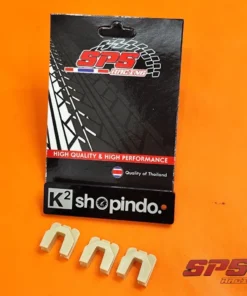 SPS
RACING
HIGH QUALITY & HIGH PERFORMANCE
Quality of Thailand
K2 shopindo.
SPS